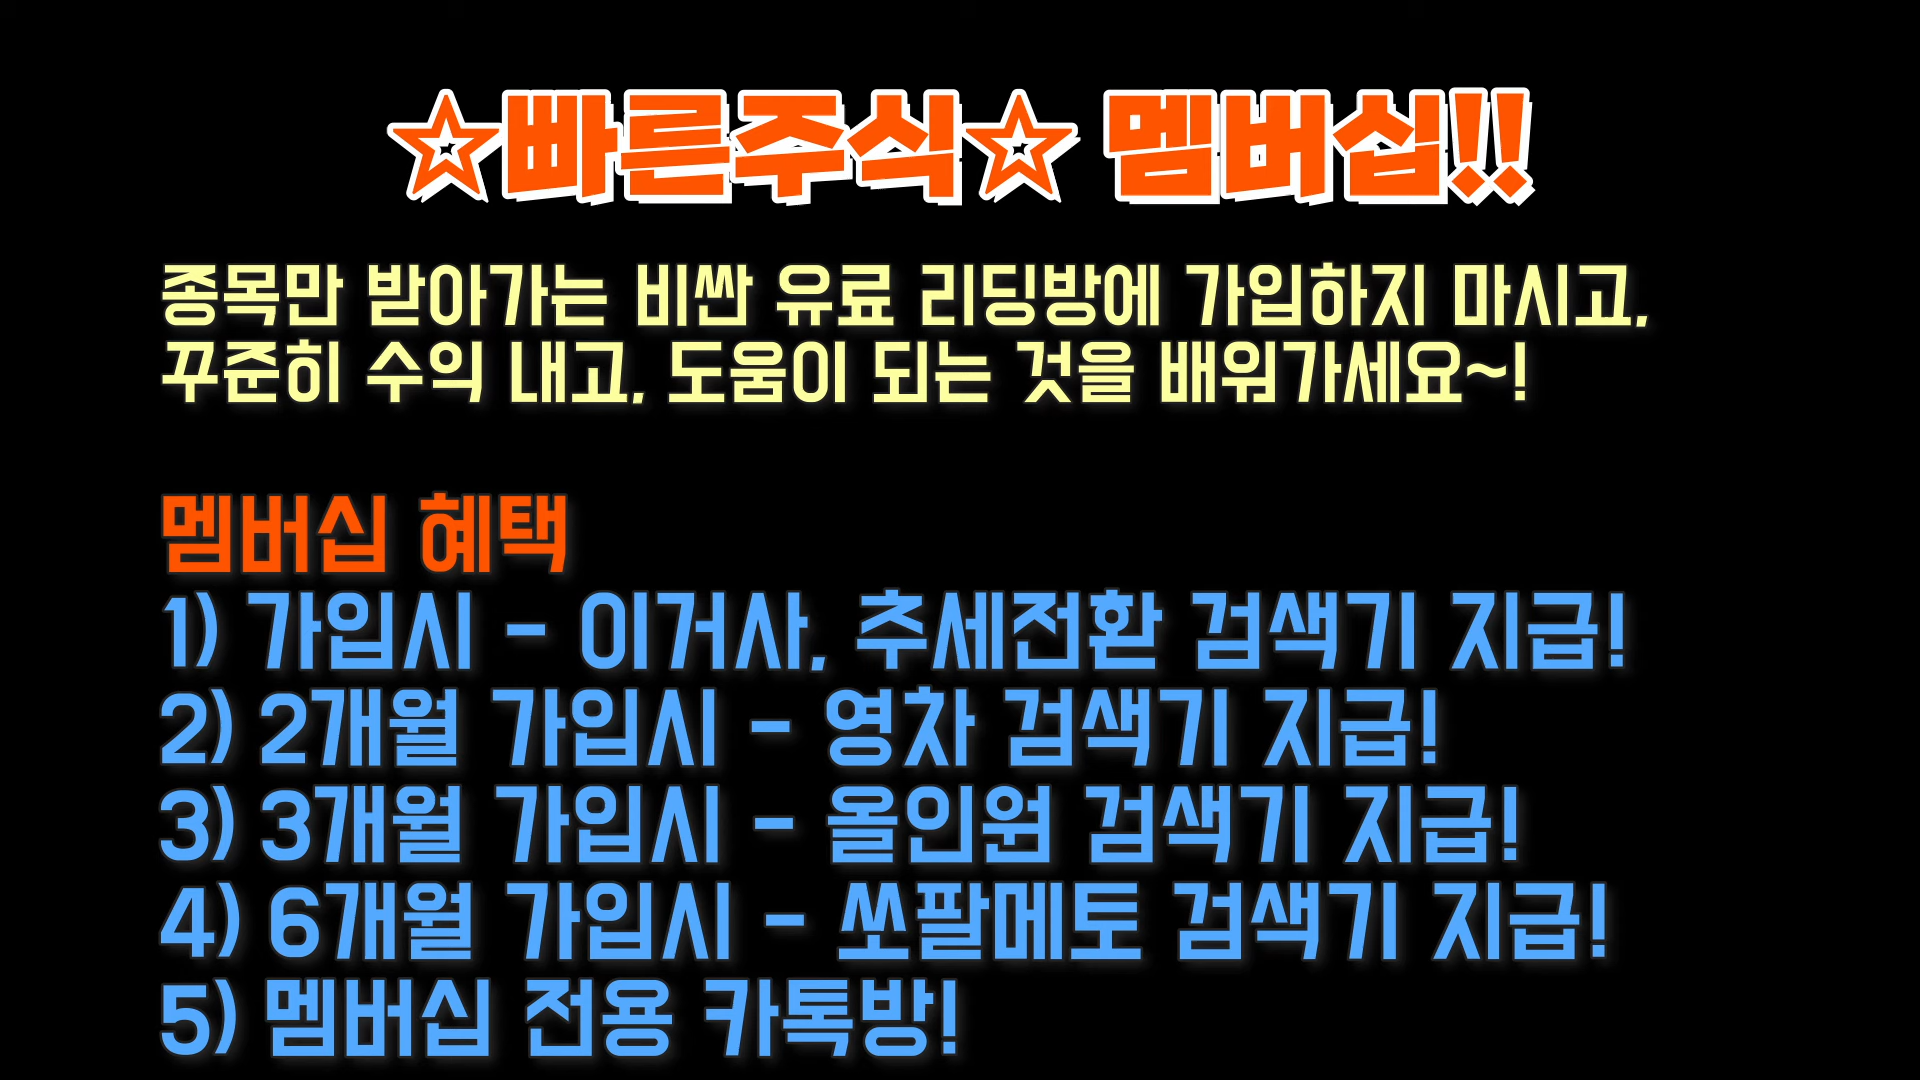 ☆빠른주식☆ 멤버십!!
종목만 받아가는 비싼 유료 리딩방에 가입하지 마시고,
꾸준히 수익 내고, 도움이 되는 것을 배워가세요~!
멤버십 혜택
1) 가입시 - 이거사, 추세전환 검색기 지급!
2) 2개월 가입시 - 영차 검색기 지급!
3) 3개월 가입시 - 올인원 검색기 지급!
4) 6개월 가입시 - 쏘팔메토 검색기 지급!
5) 멤버십 전용 카톡방!